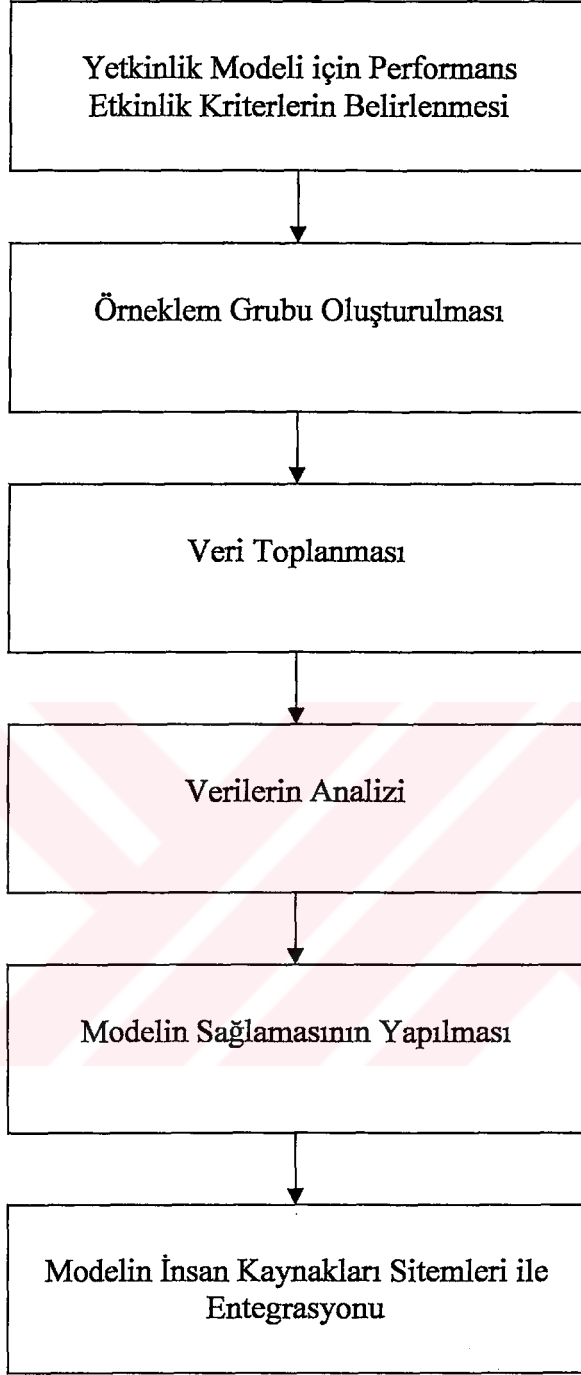 Yetkinlik Modeli için Performans
Etkinlik Kriterlerin Belirlenmesi
Örneklem Grubu Oluşturulması
Veri Toplanması
Verilerin Analizi
Modelin Sağlamasının Yapılması
Modelin İnsan Kaynakları Sitemleri ile
Entegrasyonu